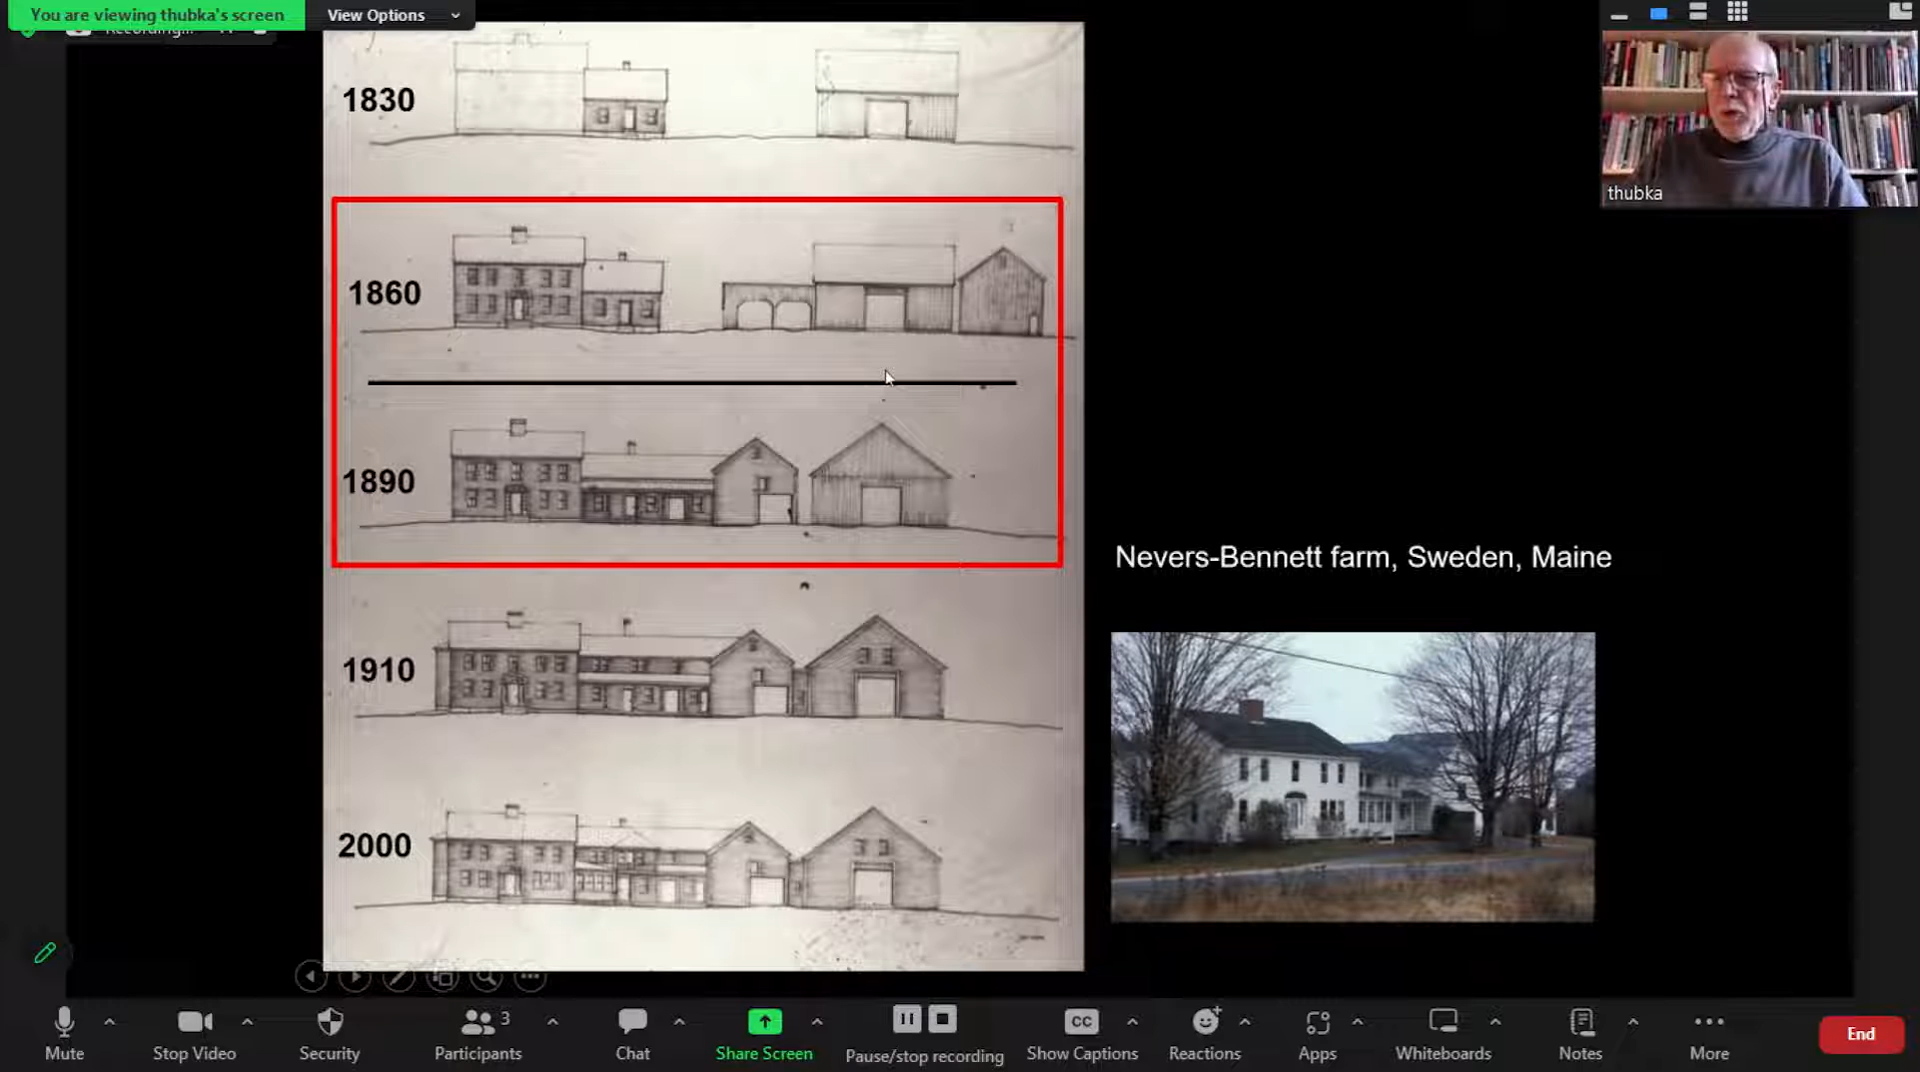 You are viewing thubka's screen
View Options
Recording...
thubka
1830
1860
1890
1910
2000
Nevers-Bennett farm, Sweden, Maine
3
CC
Mute
Stop Video
Security
Participants
Chat
Share Screen
Pause/stop recording
Show Captions
Reactions
Apps
Whiteboards
Notes
More
End